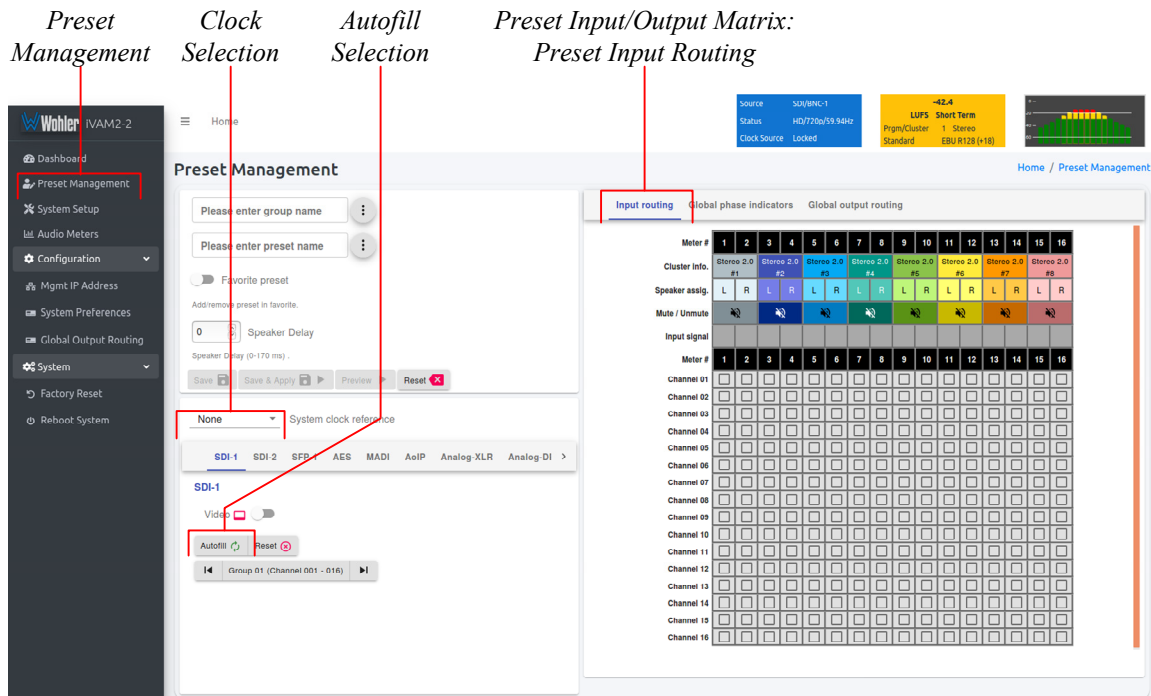 Preset Management
Clock Selection
Autofill Selection
Preset Input/Output Matrix:
Preset Input Routing
Wohler IVAM2-2
Home
Source SDI/BNC-1
Status HD/720p/59.94Hz
Clock Source Locked
-42.4
LUFS Short Term
Prgm/Cluster 1 Stereo
Standard EBU R128 (+18)
Dashboard
Preset Management
System Setup
Audio Meters
Configuration
Mgmt IP Address
System Preferences
Global Output Routing
System
Factory Reset
Reboot System
Preset Management
Home / Preset Management
Please enter group name
Please enter preset name
Favorite preset
Add/remove preset in favorite.
0 Speaker Delay
Speaker Delay (0-170 ms) .
Save Save & Apply Preview Reset
None System clock reference
SDI-1 SDI-2 SFP-1 AES MADI AoIP Analog-XLR Analog-DI >
SDI-1
Video
Autofill Reset
Group 01 (Channel 001 - 016)
Input routing Global phase indicators Global output routing
Meter # 1 2 3 4 5 6 7 8 9 10 11 12 13 14 15 16
Cluster info. Stereo 2.0 #1 Stereo 2.0 #2 Stereo 2.0 #3 Stereo 2.0 #4 Stereo 2.0 #5 Stereo 2.0 #6 Stereo 2.0 #7 Stereo 2.0 #8
Speaker assig. L R L R L R L R L R L R L R L R
Mute / Unmute
Input signal
Meter # 1 2 3 4 5 6 7 8 9 10 11 12 13 14 15 16
Channel 01
Channel 02
Channel 03
Channel 04
Channel 05
Channel 06
Channel 07
Channel 08
Channel 09
Channel 10
Channel 11
Channel 12
Channel 13
Channel 14
Channel 15
Channel 16